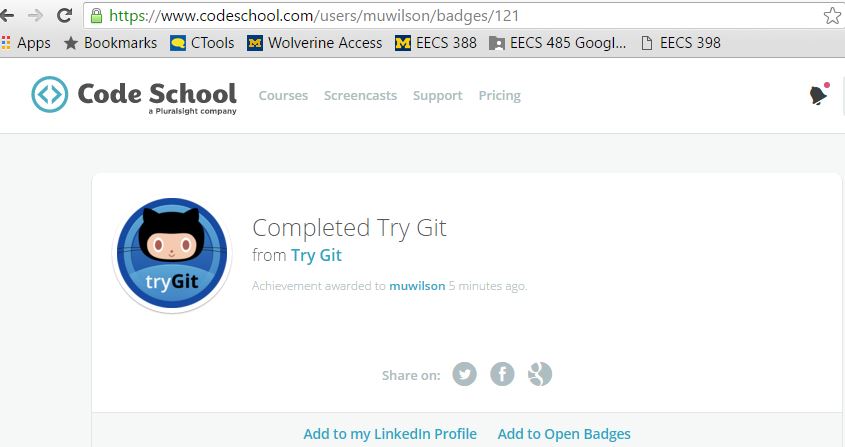 https://www.codeschool.com/users/muwilson/badges/121
Apps Bookmarks CTools Wolverine Access EECS 388 EECS 485 Googl... EECS 398
Code School
a Pluralsight company
Courses Screencasts Support Pricing
Completed Try Git
from Try Git
tryGit
Achievement awarded to muwilson 5 minutes ago.
Share on:
Add to my LinkedIn Profile Add to Open Badges